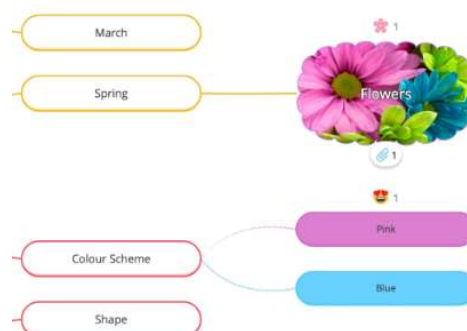 March
1
Spring
Flowers
1
1
Pink
Colour Scheme
Blue
Shape